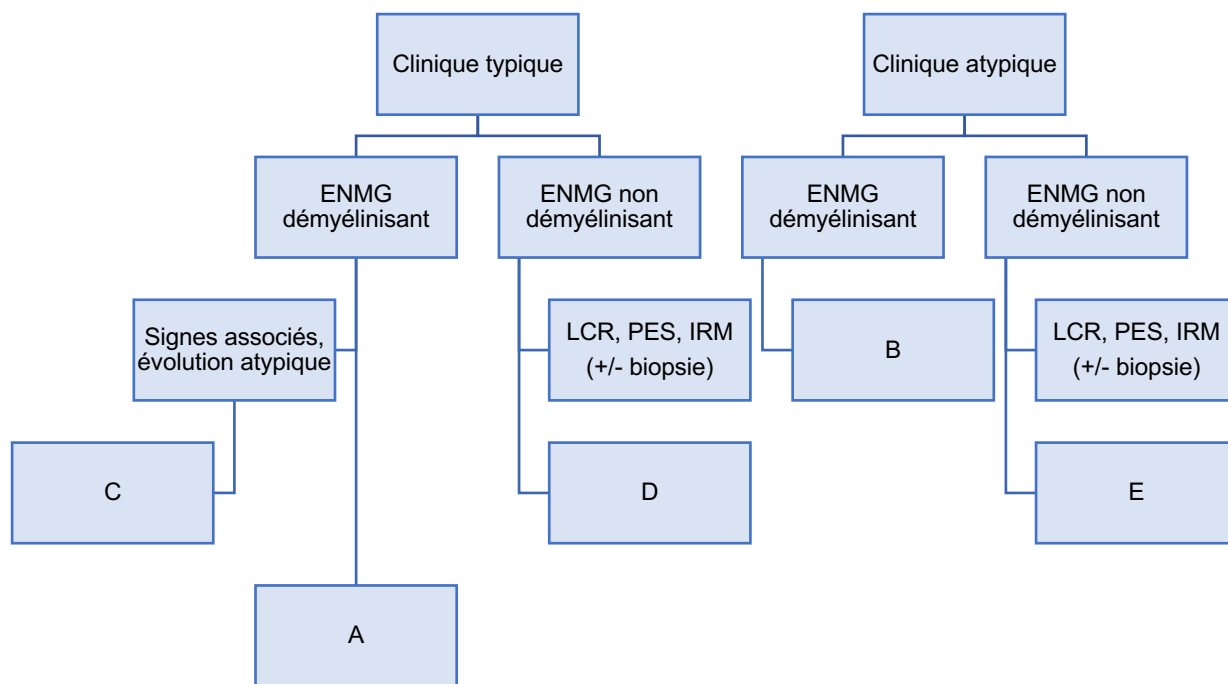 Clinique typique
Clinique atypique
ENMG
démyélinisant
ENMG non
démyélinisant
ENMG
démyélinisant
ENMG non
démyélinisant
Signes associés,
évolution atypique
LCR, PES, IRM
(+/- biopsie)
B
LCR, PES, IRM
(+/- biopsie)
C
D
E
A